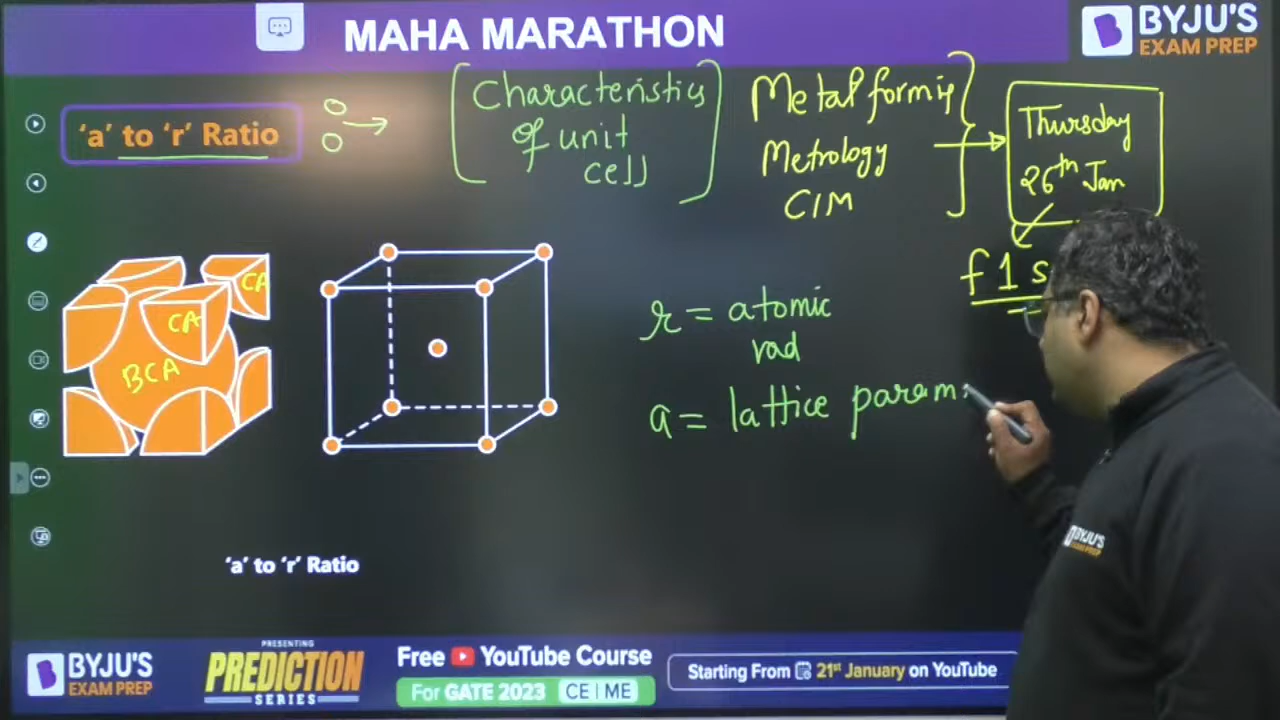 MAHA MARATHON
BYJU'S
EXAM PREP
'a' to 'r' Ratio
Characteristics
of unit
cell
Metal forming
Metrology
CIM
Thursday
26th Jan
f 1 s
CA
CA
BCA
r = atomic
rad
a = lattice param
'a' to 'r' Ratio
BYJU'S
EXAM PREP
BYJU'S
EXAM PREP
PRESENTING
PREDICTION
SERIES
Free YouTube Course
For GATE 2023 CE | ME
Starting From 21st January on YouTube